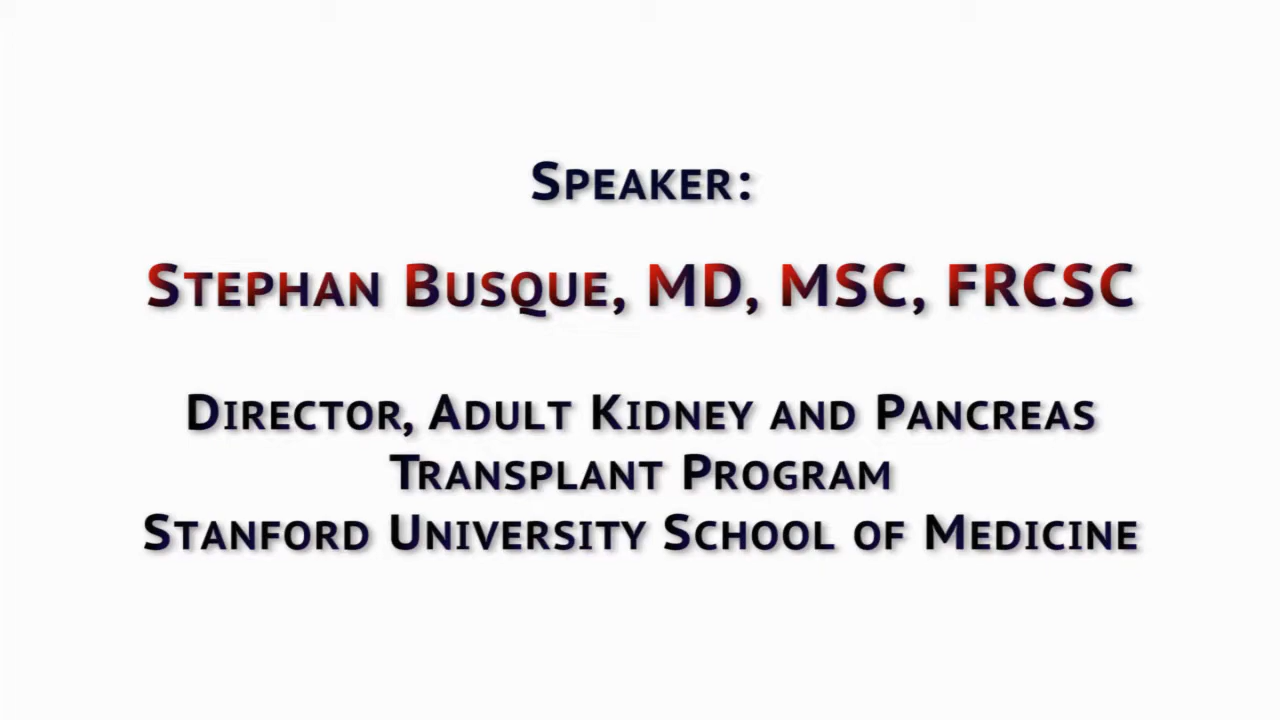 Speaker:
Stephan Busque, MD, MSC, FRCSC
Director, Adult Kidney and Pancreas
Transplant Program
Stanford University School of Medicine